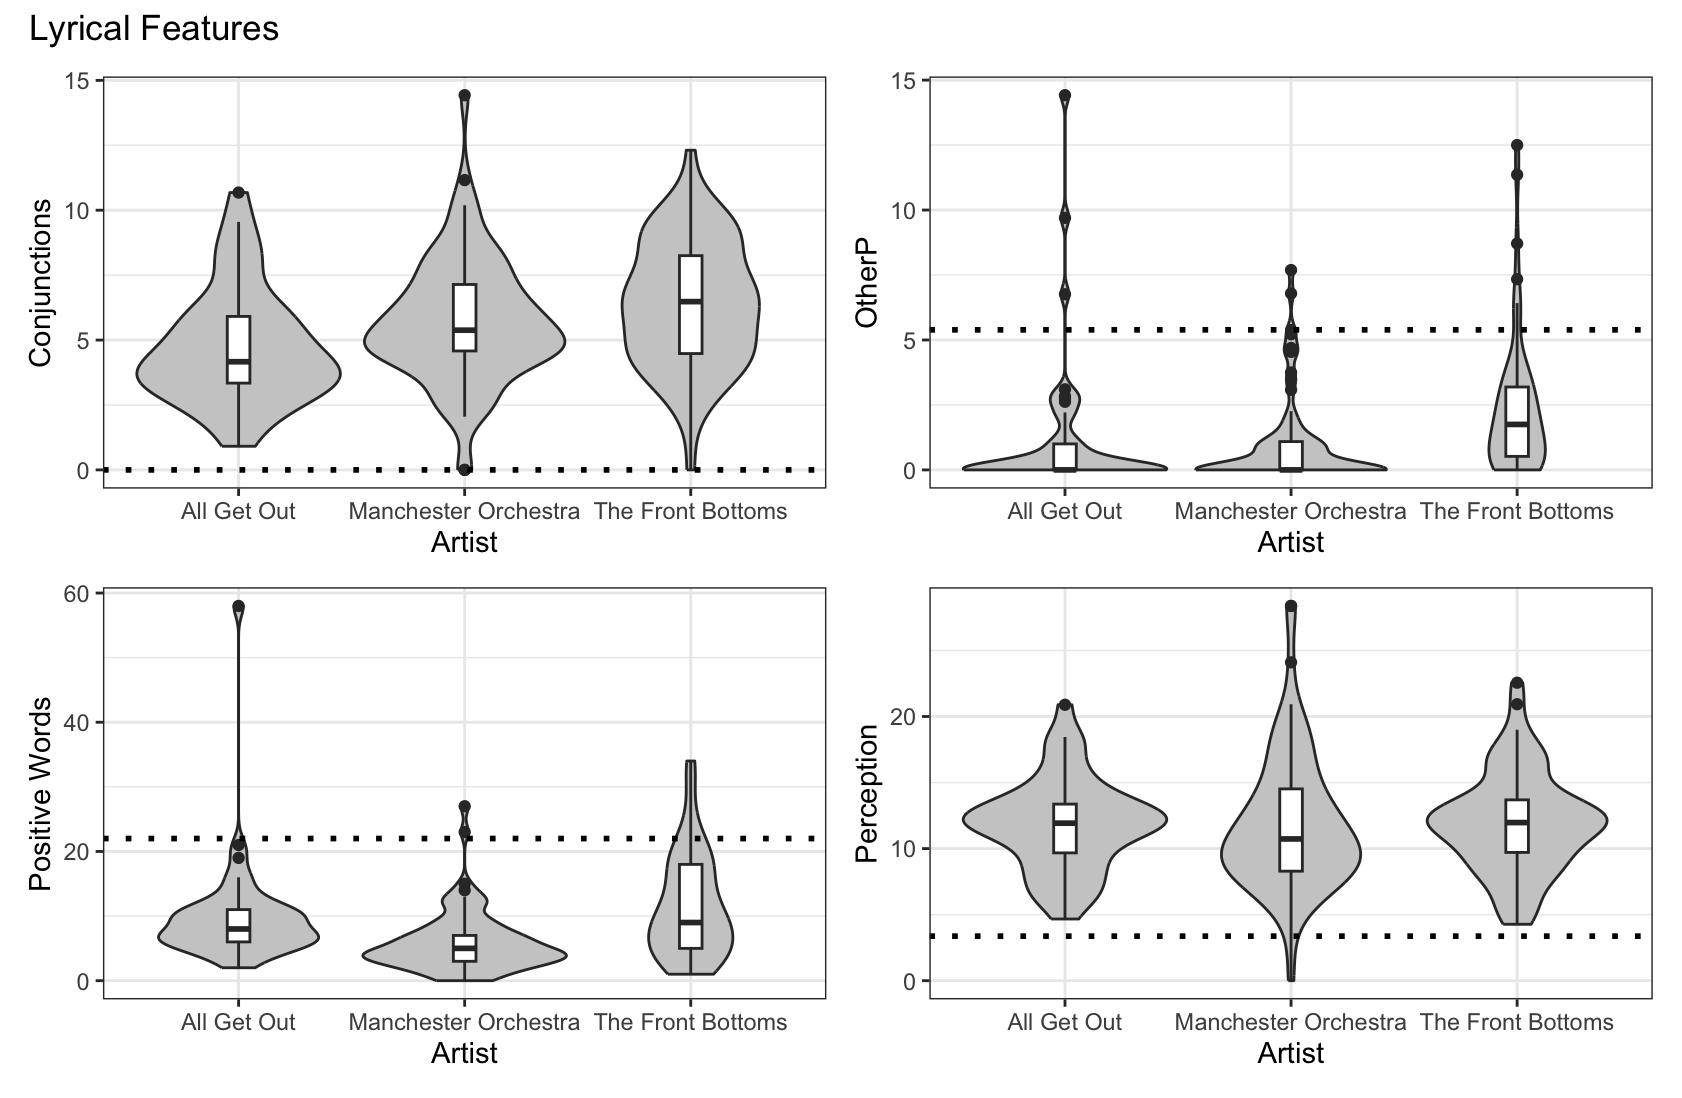 Lyrical Features
15
10
5
0
Conjunctions
All Get Out Manchester Orchestra The Front Bottoms
Artist
15
10
5
0
OtherP
All Get Out Manchester Orchestra The Front Bottoms
Artist
60
40
20
0
Positive Words
All Get Out Manchester Orchestra The Front Bottoms
Artist
20
10
0
Perception
All Get Out Manchester Orchestra The Front Bottoms
Artist